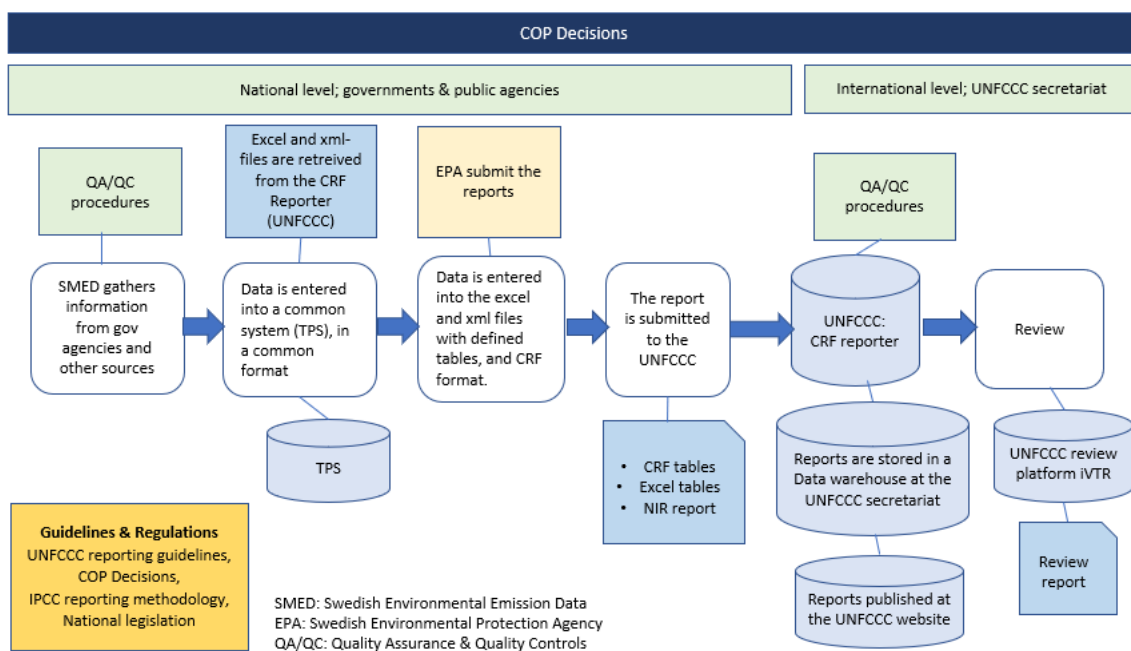 COP Decisions
National level; governments & public agencies
International level; UNFCCC secretariat
QA/QC
procedures
Excel and xml-
files are retreived
from the CRF
Reporter
(UNFCCC)
EPA submit the
reports
QA/QC
procedures
SMED gathers
information
from gov
agencies and
other sources
Data is entered
into a common
system (TPS), in
a common
format
Data is entered
into the excel
and xml files
with defined
tables, and CRF
format.
The report
is submitted
to the
UNFCCC
UNFCCC:
CRF reporter
Review
TPS
• CRF tables
• Excel tables
• NIR report
Reports are stored in a
Data warehouse at the
UNFCCC secretariat
UNFCCC review
platform iVTR
Reports published at
the UNFCCC website
Review
report
Guidelines & Regulations
UNFCCC reporting guidelines,
COP Decisions,
IPCC reporting methodology,
National legislation
SMED: Swedish Environmental Emission Data
EPA: Swedish Environmental Protection Agency
QA/QC: Quality Assurance & Quality Controls